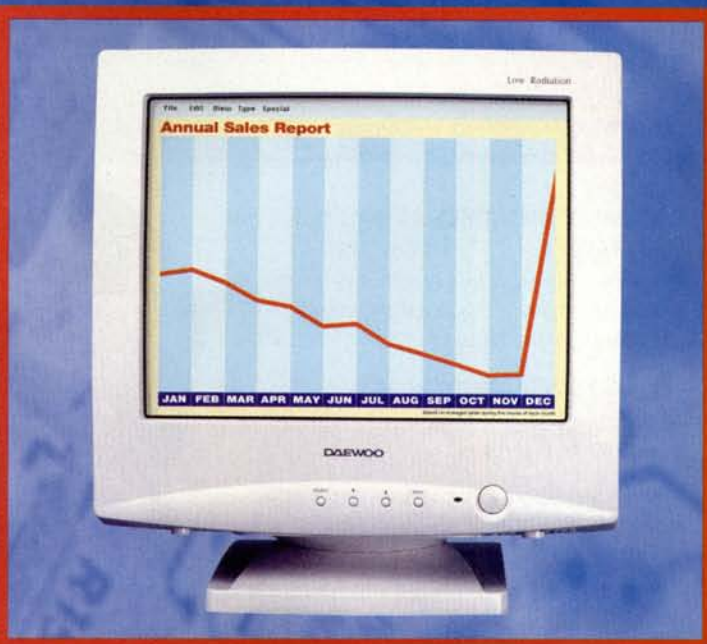 Low Radiation
File Edit View Type Special
Annual Sales Report
JAN FEB MAR APR MAY JUN JUL AUG SEP OCT NOV DEC
DAEWOO